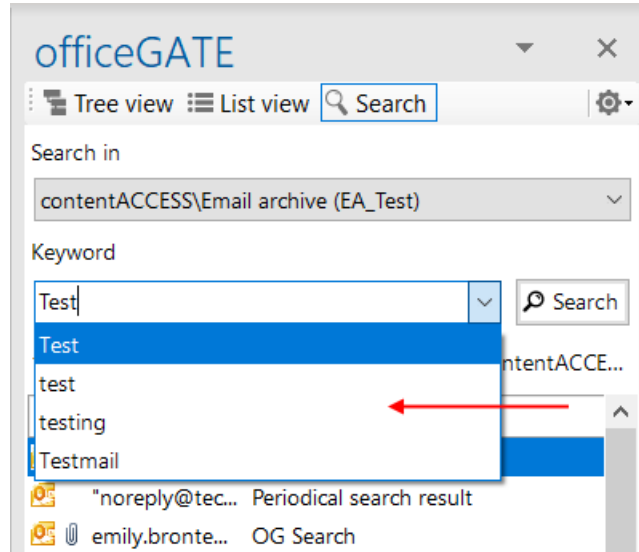 officeGATE
Tree view List view Search
Search in
contentACCESS\Email archive (EA_Test)
Keyword
Test Search
Test
ntentACCE...
test
testing
Testmail
"noreply@tec... Periodical search result
emily.bronte... OG Search